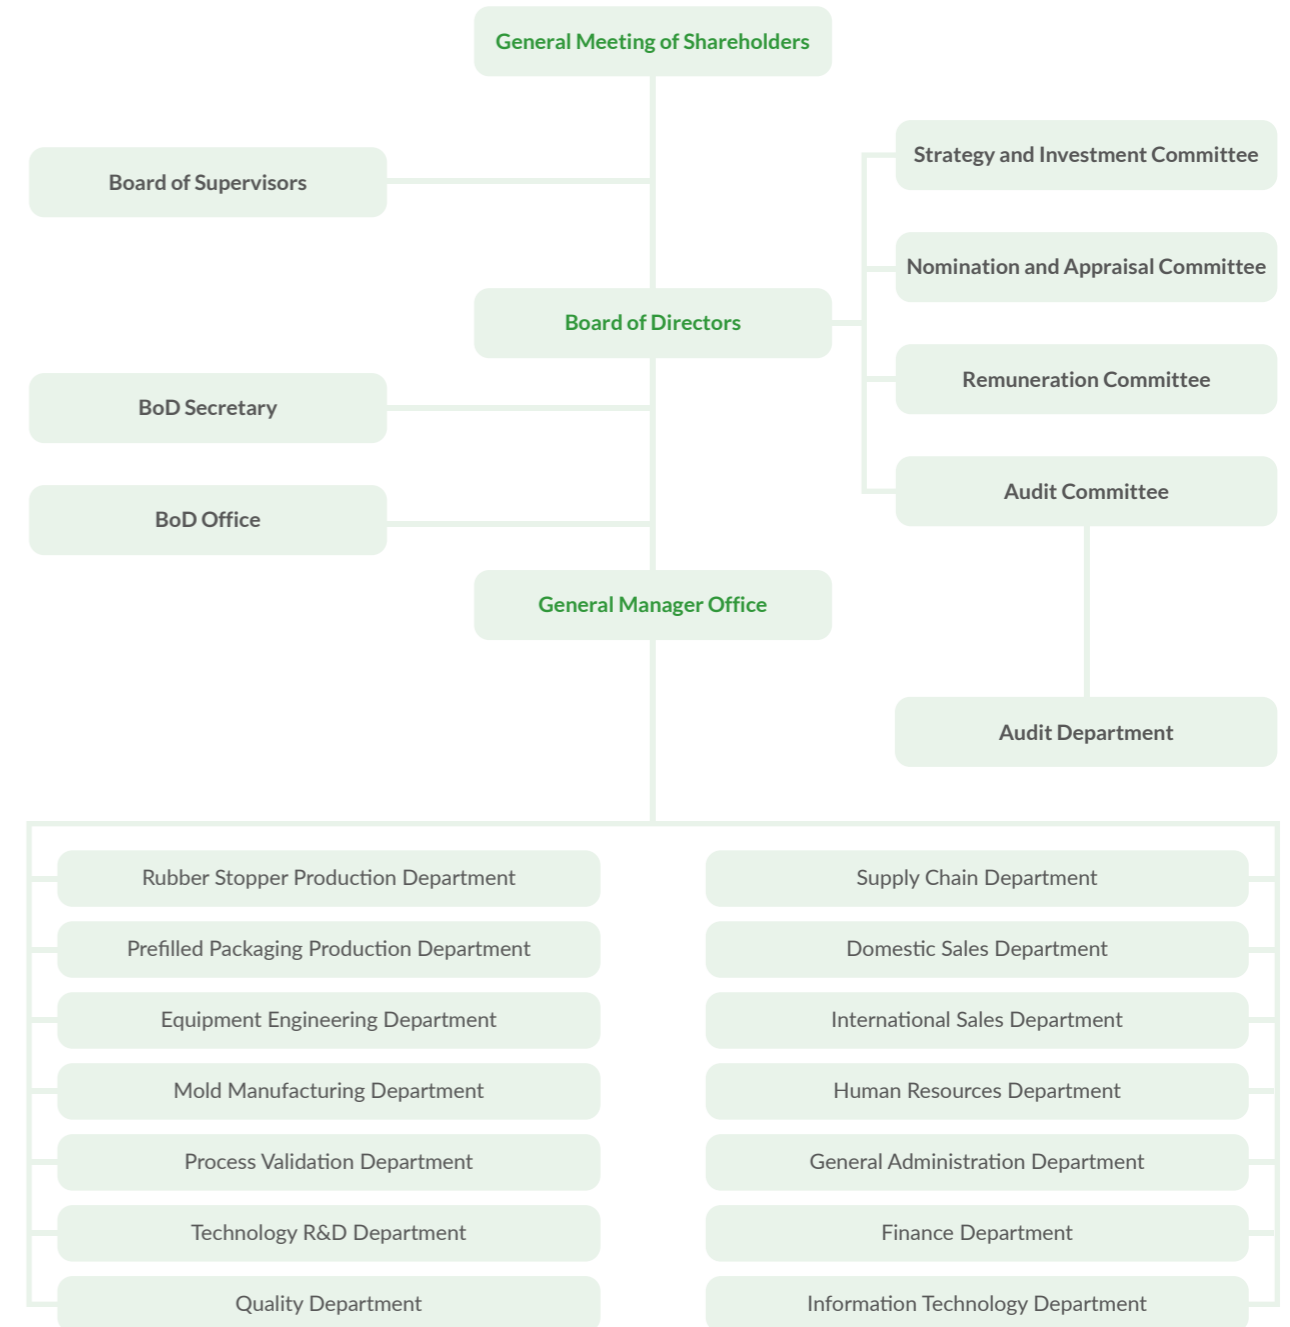 General Meeting of Shareholders
Board of Supervisors
Strategy and Investment Committee
Nomination and Appraisal Committee
Board of Directors
Remuneration Committee
BoD Secretary
Audit Committee
BoD Office
General Manager Office
Audit Department
Rubber Stopper Production Department
Supply Chain Department
Prefilled Packaging Production Department
Domestic Sales Department
Equipment Engineering Department
International Sales Department
Mold Manufacturing Department
Human Resources Department
Process Validation Department
General Administration Department
Technology R&D Department
Finance Department
Quality Department
Information Technology Department